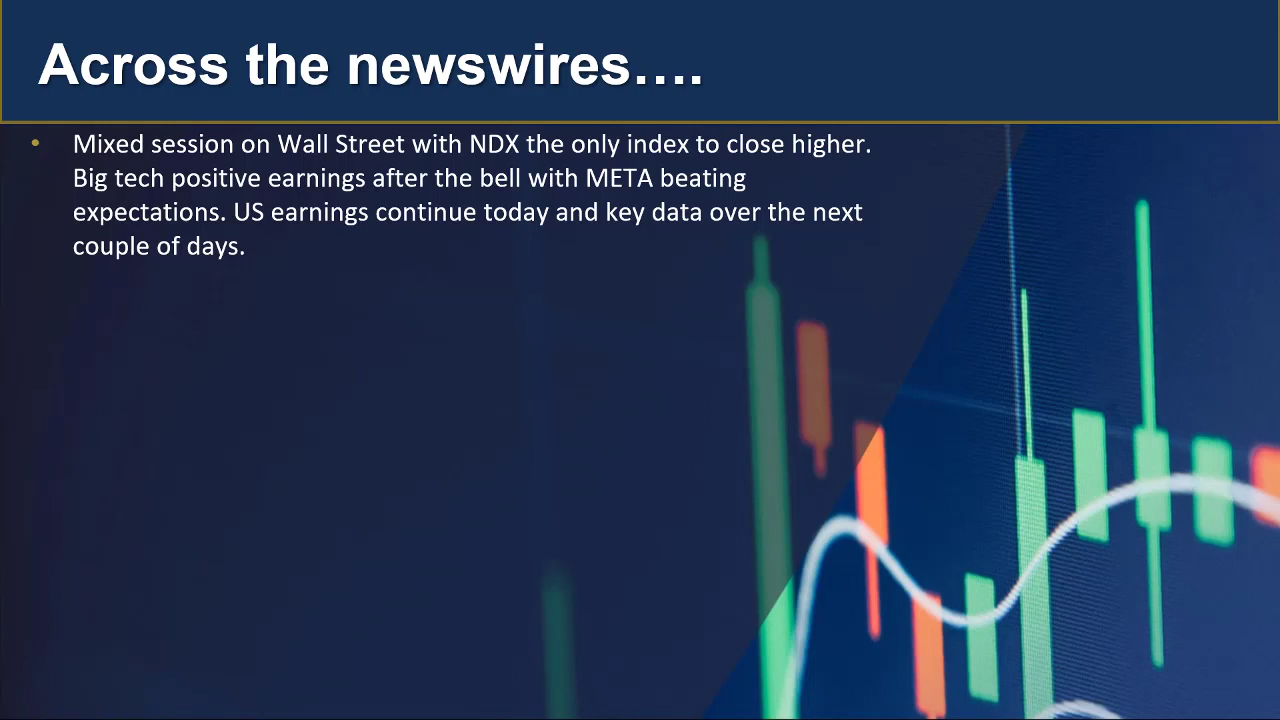 Across the newswires….
• Mixed session on Wall Street with NDX the only index to close higher.
Big tech positive earnings after the bell with META beating
expectations. US earnings continue today and key data over the next
couple of days.